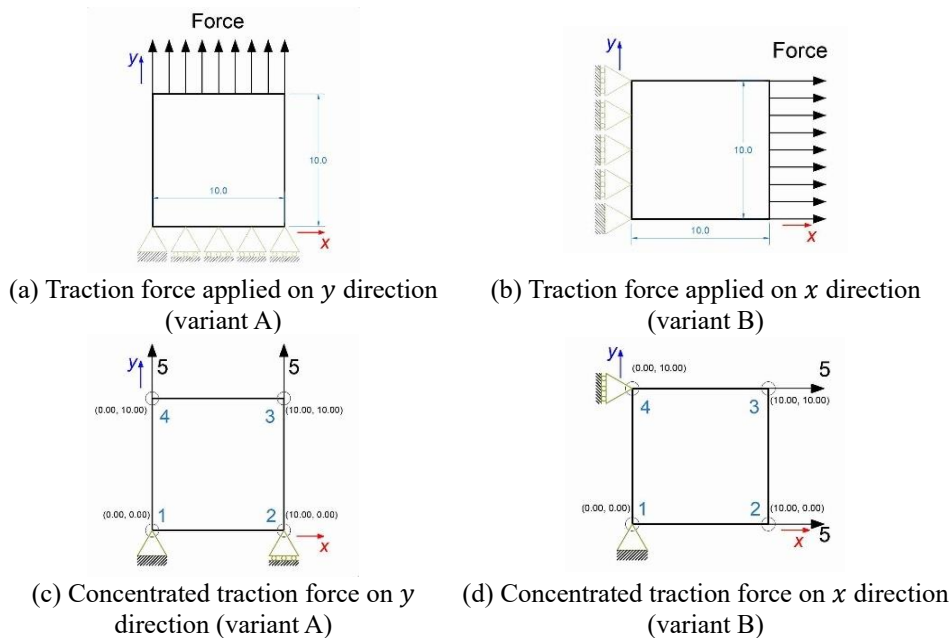 Force
y
10.0
10.0
x
(a) Traction force applied on y direction
(variant A)
y
Force
10.0
10.0
x
(b) Traction force applied on x direction
(variant B)
y
5
5
(0.00, 10.00)
(10.00, 10.00)
4
3
(0.00, 0.00)
1
2
(10.00, 0.00)
x
(c) Concentrated traction force on y
direction (variant A)
y
(0.00, 10.00)
5
(10.00, 10.00)
4
3
(0.00, 0.00)
1
2
(10.00, 0.00)
x
5
(d) Concentrated traction force on x direction
(variant B)